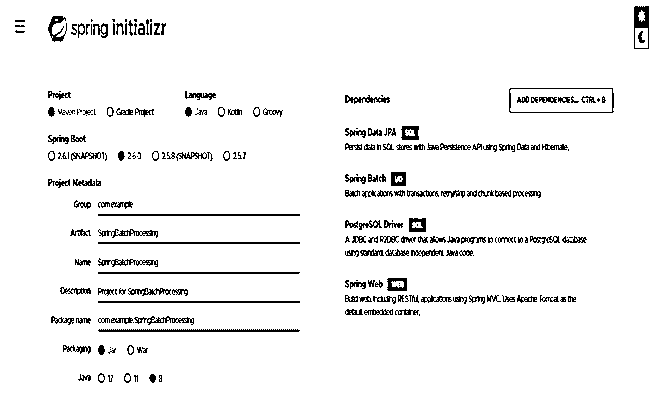 spring initializr
Project
Maven Project
Gradle Project
Language
Java
Kotlin
Groovy
Spring Boot
2.6.1 (SNAPSHOT)
2.6.0
2.5.8 (SNAPSHOT)
2.5.7
Project Metadata
Group
com.example
Artifact
SpringBatchProcessing
Name
SpringBatchProcessing
Description
Project for SpringBatchProcessing
Package name
com.example.SpringBatchProcessing
Packaging
Jar
War
Java
17
11
8
Dependencies
ADD DEPENDENCIES... CTRL + B
Spring Data JPA SQL
Persist data in SQL stores with Java Persistence API using Spring Data and Hibernate.
Spring Batch I/O
Batch applications with transactions, retry/skip and chunk based processing.
PostgreSQL Driver SQL
A JDBC and R2DBC driver that allows Java programs to connect to a PostgreSQL database
using standard, database independent Java code.
Spring Web WEB
Build web, including RESTful, applications using Spring MVC. Uses Apache Tomcat as the
default embedded container.